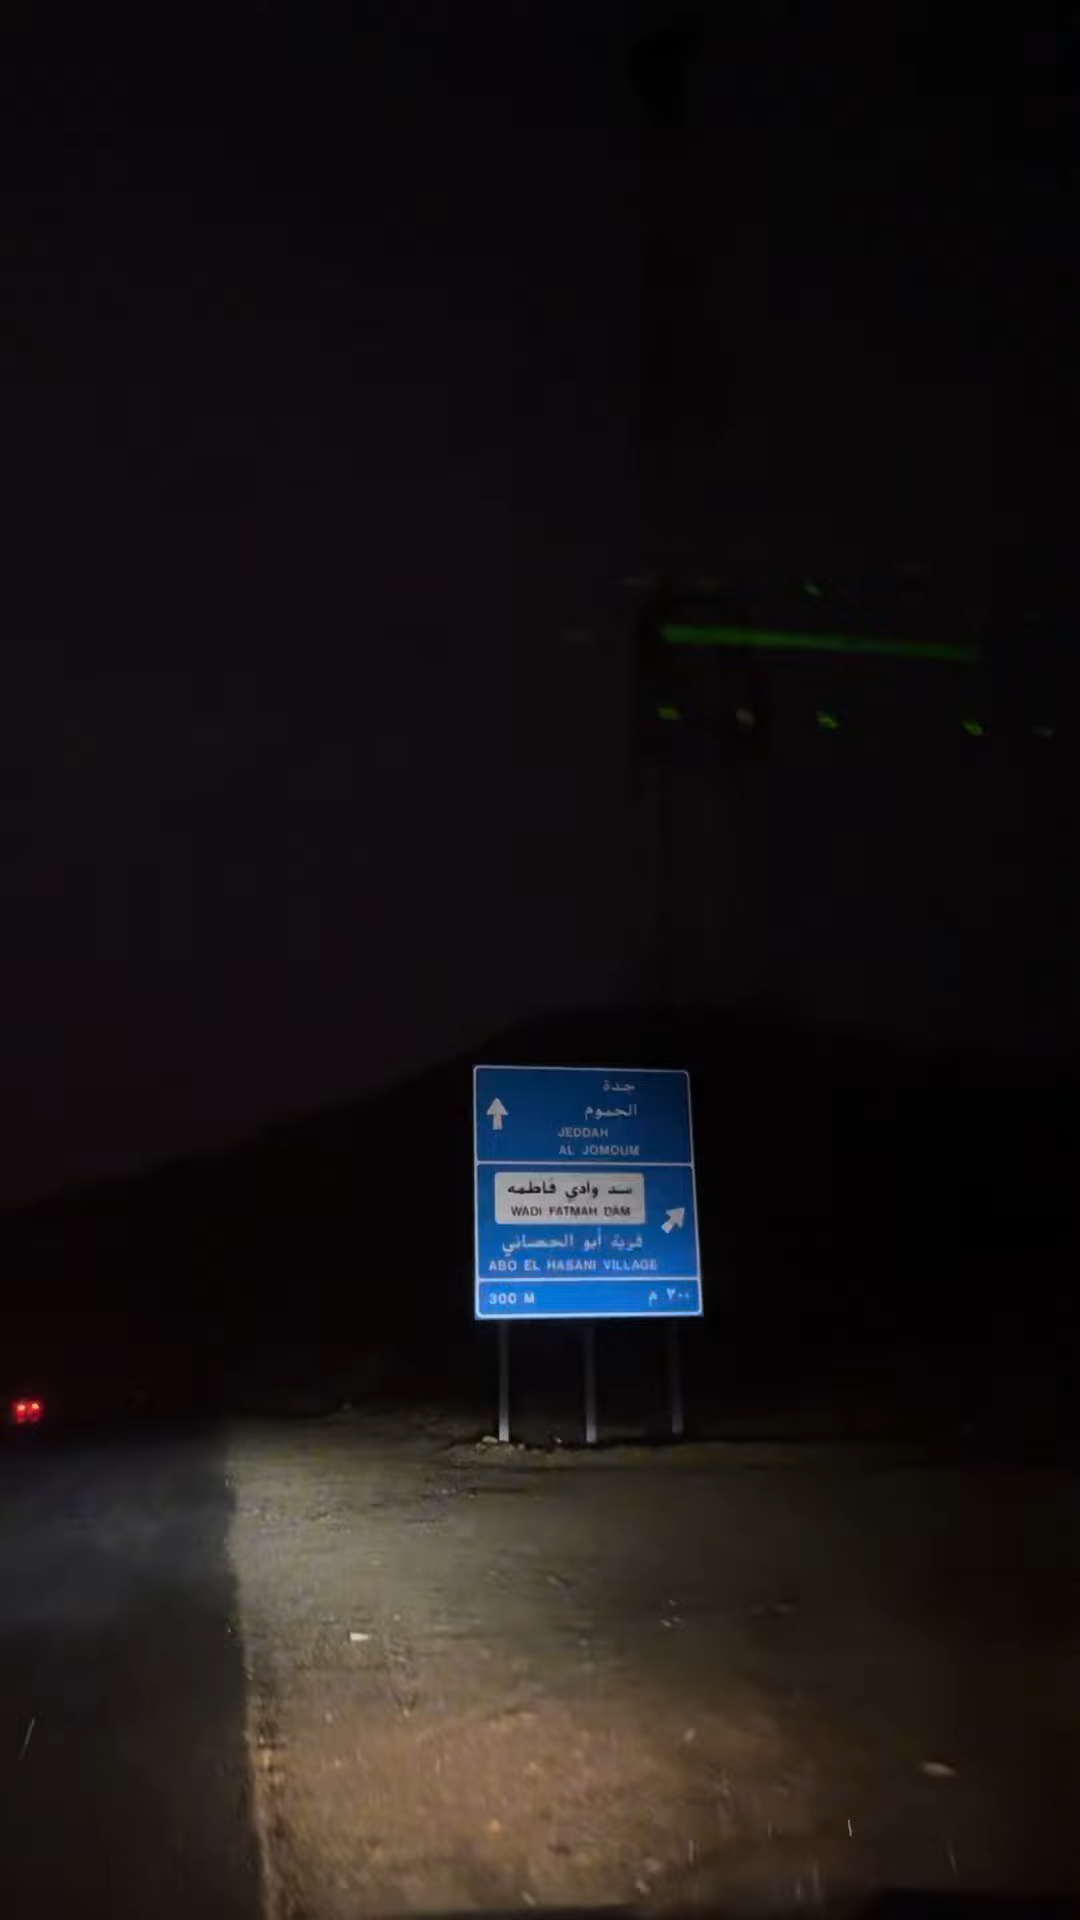 جدة
الجموم
JEDDAH
AL JOMOUM
سد وادي فاطمه
WADI FATMAH DAM
قرية أبو الحصاني
ABO EL HASANI VILLAGE
300 M
٣٠٠ م